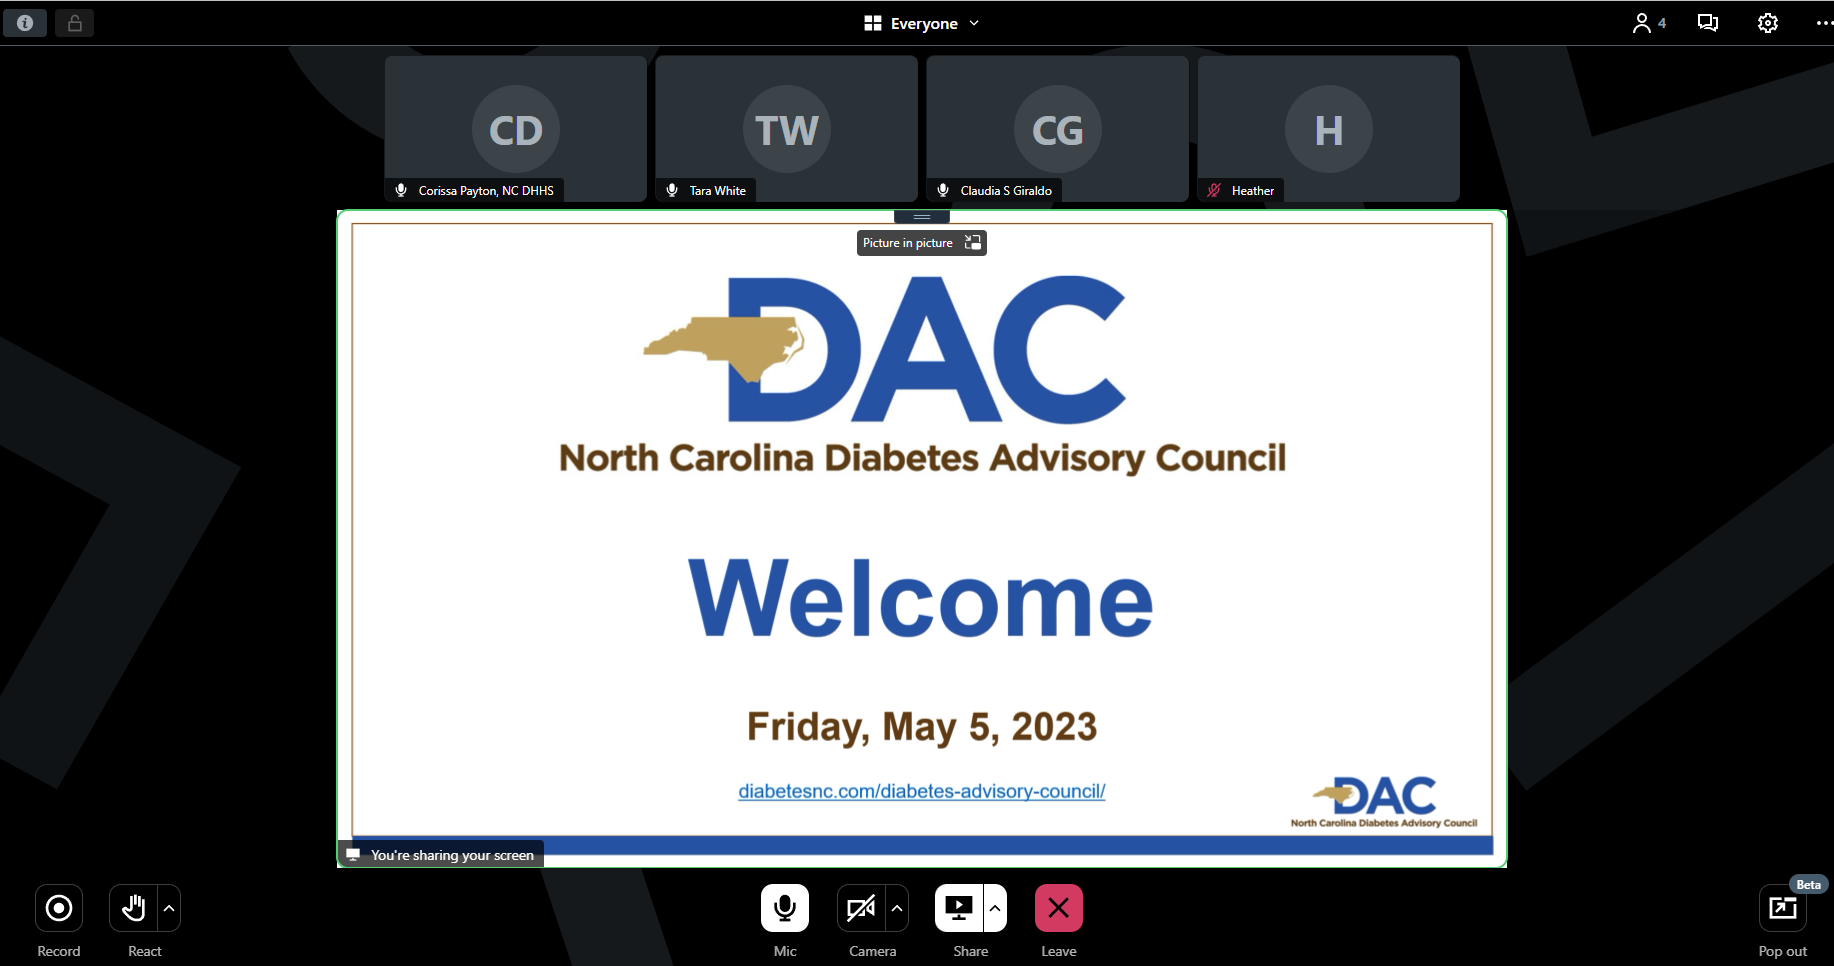 Everyone
4
CD
TW
CG
H
Corissa Payton, NC DHHS
Tara White
Claudia S Giraldo
Heather
Picture in picture
DAC
North Carolina Diabetes Advisory Council
Welcome
Friday, May 5, 2023
diabetesnc.com/diabetes-advisory-council/
DAC
North Carolina Diabetes Advisory Council
You're sharing your screen
Beta
Record
React
Mic
Camera
Share
Leave
Pop out